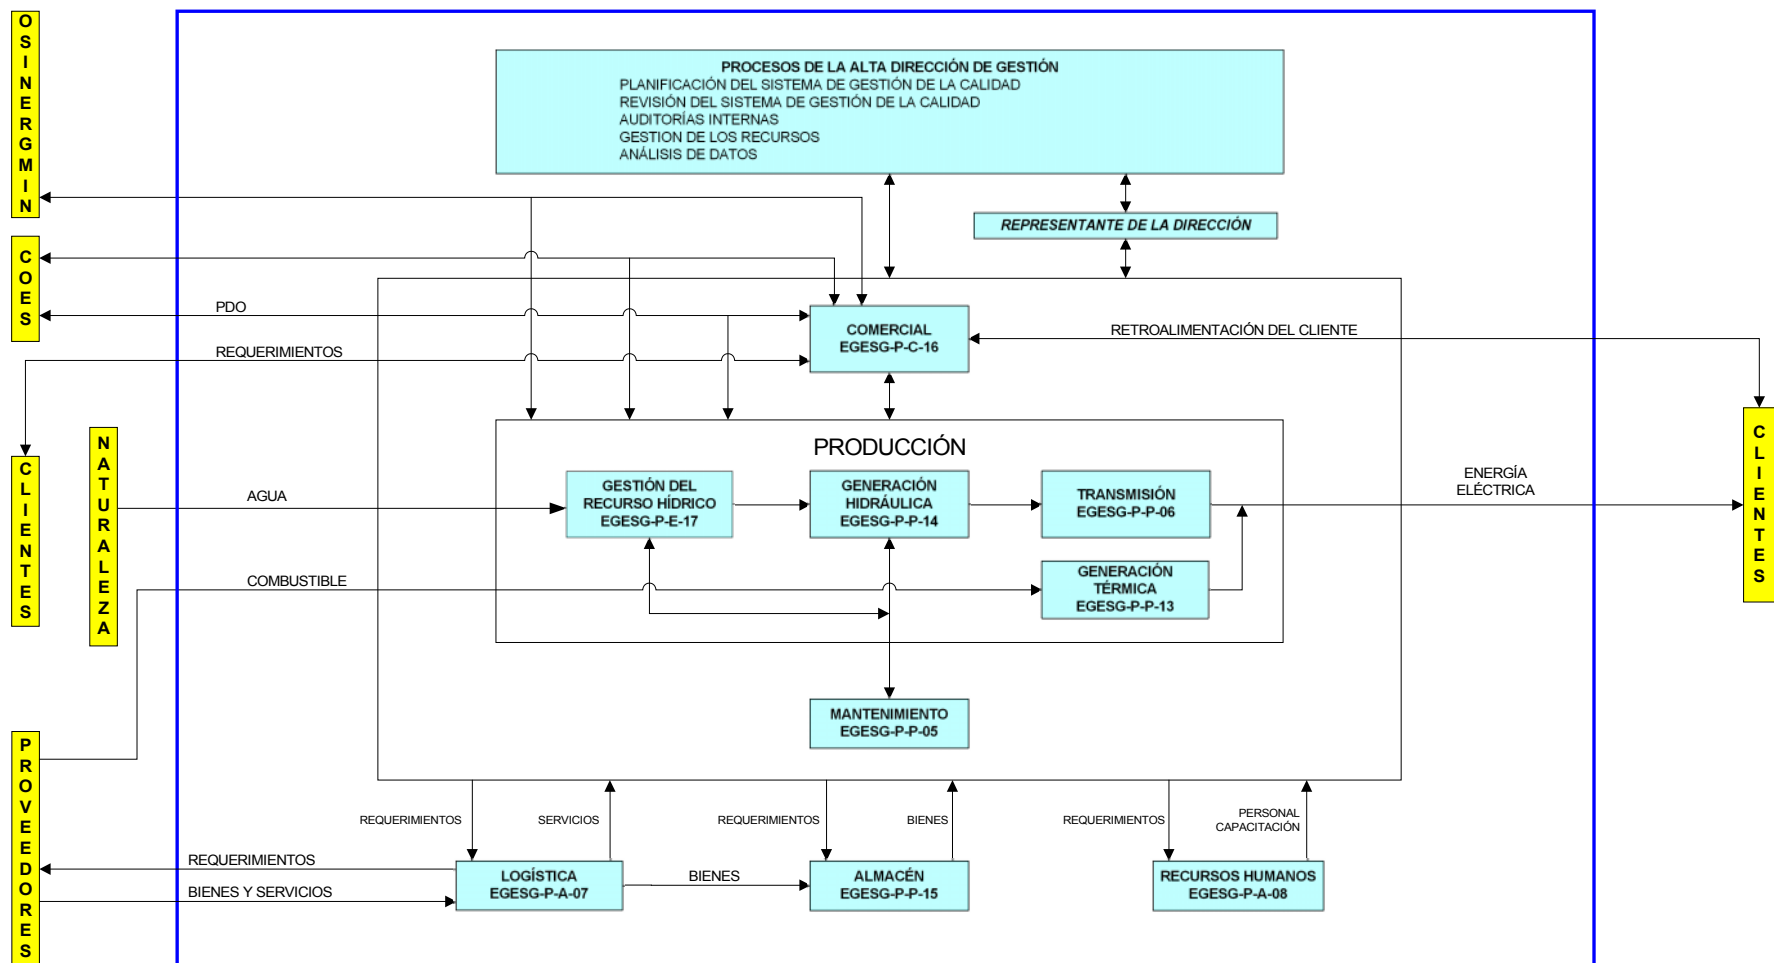 OSINERGMIN
PROCESOS DE LA ALTA DIRECCIÓN DE GESTIÓN
PLANIFICACIÓN DEL SISTEMA DE GESTIÓN DE LA CALIDAD
REVISIÓN DEL SISTEMA DE GESTIÓN DE LA CALIDAD
AUDITORÍAS INTERNAS
GESTION DE LOS RECURSOS
ANÁLISIS DE DATOS
REPRESENTANTE DE LA DIRECCIÓN
COES
PDO
COMERCIAL
EGESG-P-C-16
RETROALIMENTACIÓN DEL CLIENTE
REQUERIMIENTOS
CLIENTES
NATURALEZA
PRODUCCIÓN
AGUA
GESTIÓN DEL
RECURSO HÍDRICO
EGESG-P-E-17
GENERACIÓN
HIDRÁULICA
EGESG-P-P-14
TRANSMISIÓN
EGESG-P-P-06
ENERGÍA
ELÉCTRICA
CLIENTES
COMBUSTIBLE
GENERACIÓN
TÉRMICA
EGESG-P-P-13
MANTENIMIENTO
EGESG-P-P-05
PROVEEDORES
REQUERIMIENTOS
SERVICIOS
REQUERIMIENTOS
BIENES
REQUERIMIENTOS
PERSONAL
CAPACITACIÓN
REQUERIMIENTOS
BIENES Y SERVICIOS
LOGÍSTICA
EGESG-P-A-07
BIENES
ALMACÉN
EGESG-P-P-15
RECURSOS HUMANOS
EGESG-P-A-08